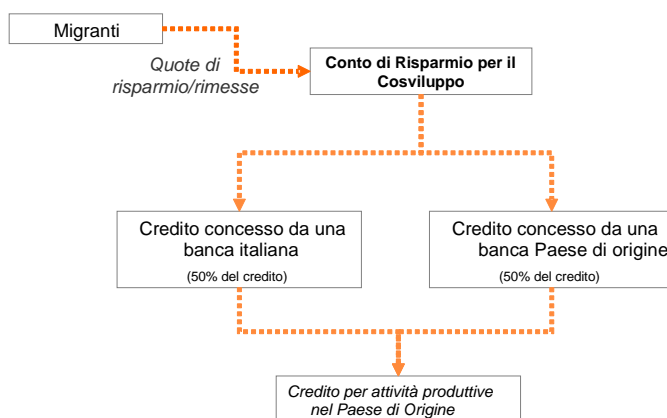 Migranti
Quote di
risparmio/rimesse
Conto di Risparmio per il
Cosviluppo
Credito concesso da una
banca italiana
(50% del credito)
Credito concesso da una
banca Paese di origine
(50% del credito)
Credito per attività produttive
nel Paese di Origine